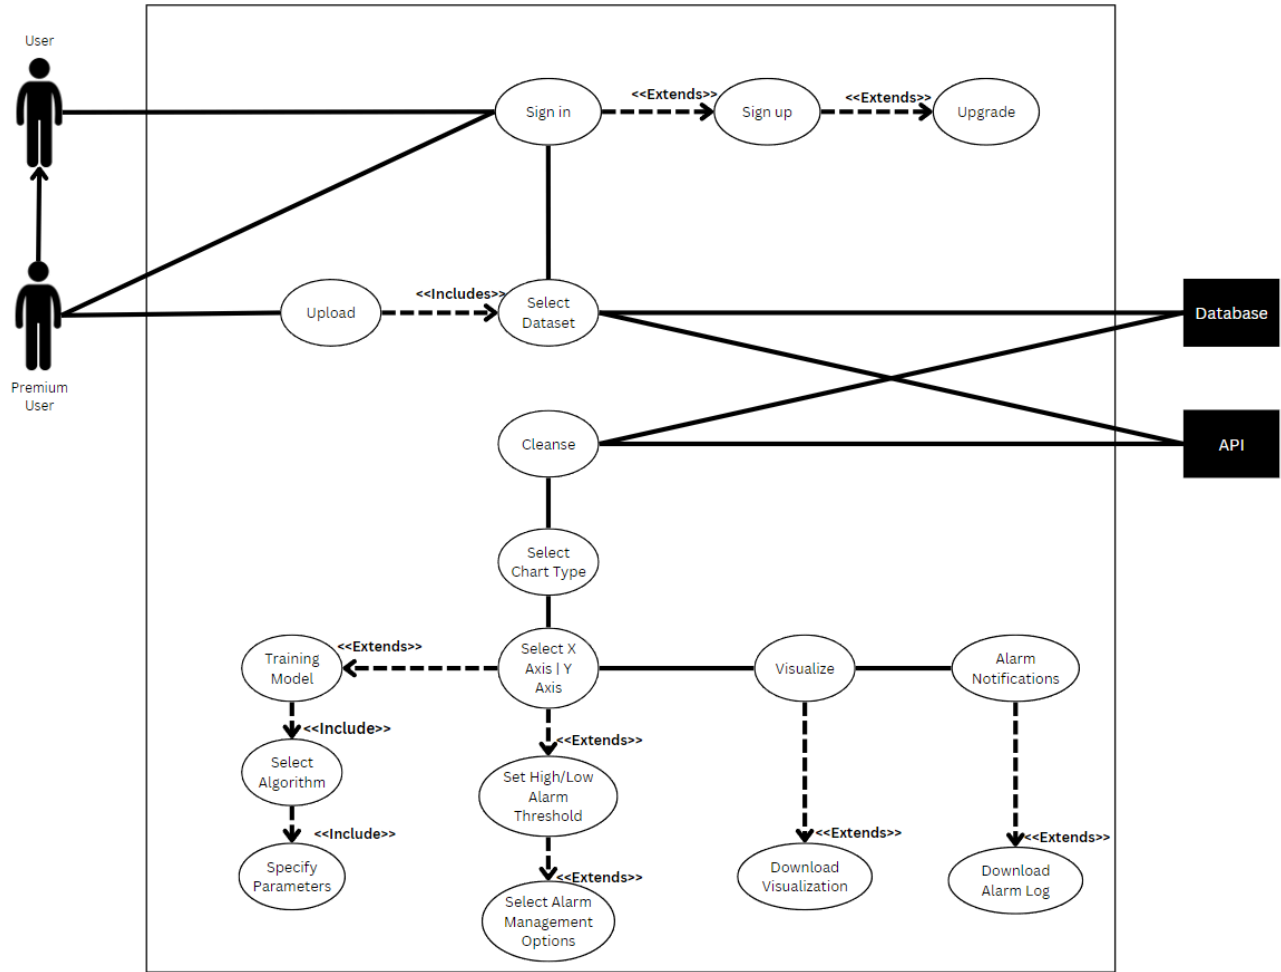 User
<<Extends>>
<<Extends>>
Sign in
Sign up
Upgrade
<<Includes>>
Upload
Select
Dataset
Database
Premium
User
Cleanse
API
Select
Chart Type
<<Extends>>
Training
Model
Select X
Axis | Y
Axis
Visualize
Alarm
Notifications
<<Include>>
<<Extends>>
Select
Algorithm
Set High/Low
Alarm
Threshold
<<Include>>
<<Extends>>
<<Extends>>
Specify
Parameters
<<Extends>>
Download
Visualization
Download
Alarm Log
Select Alarm
Management
Options